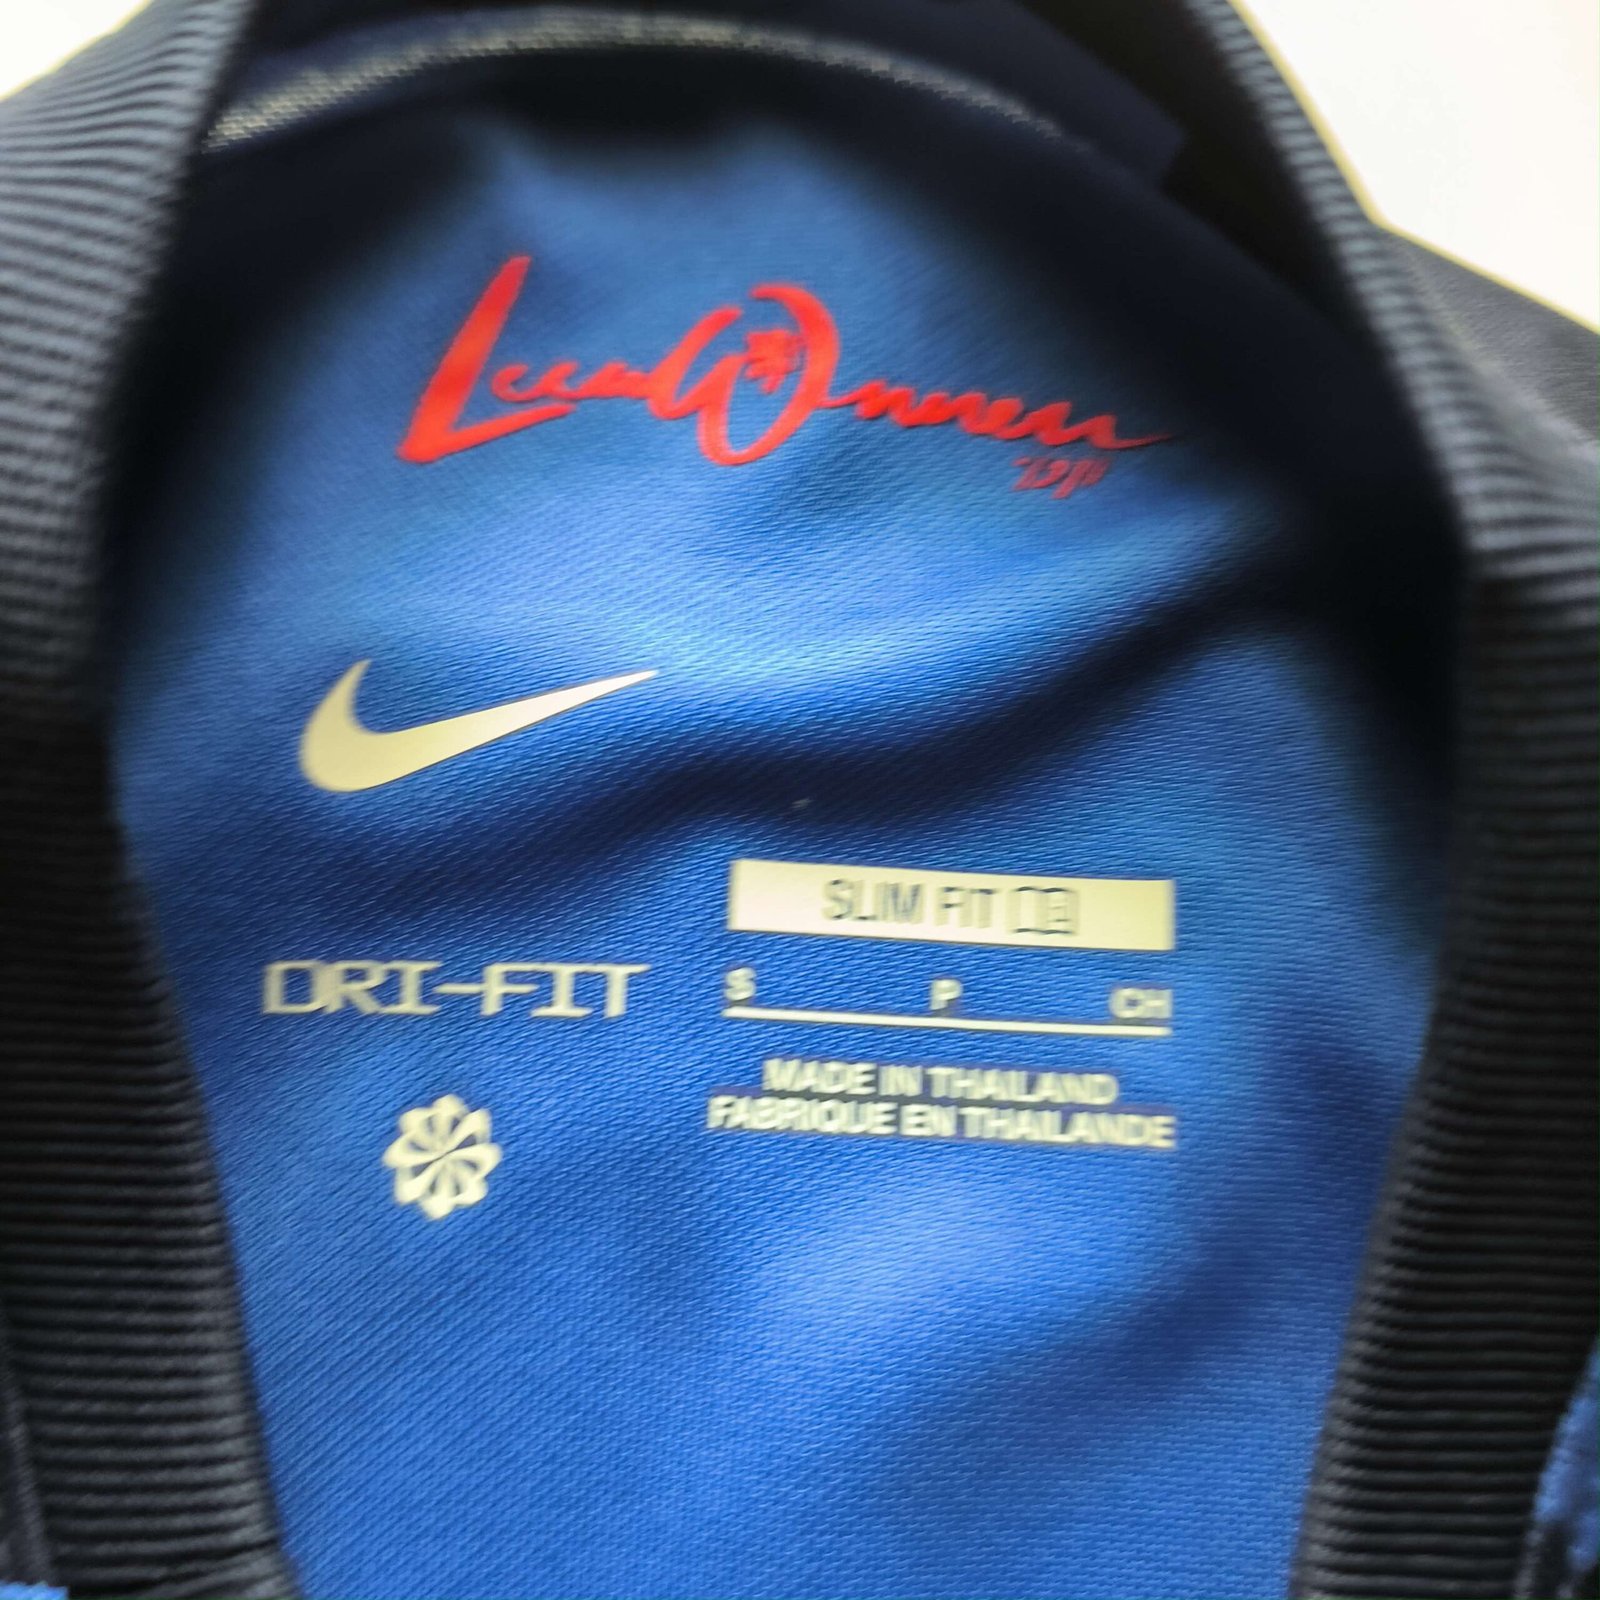 SLIM FIT
DRI-FIT
S P CH
MADE IN THAILAND
FABRIQUE EN THAILANDE